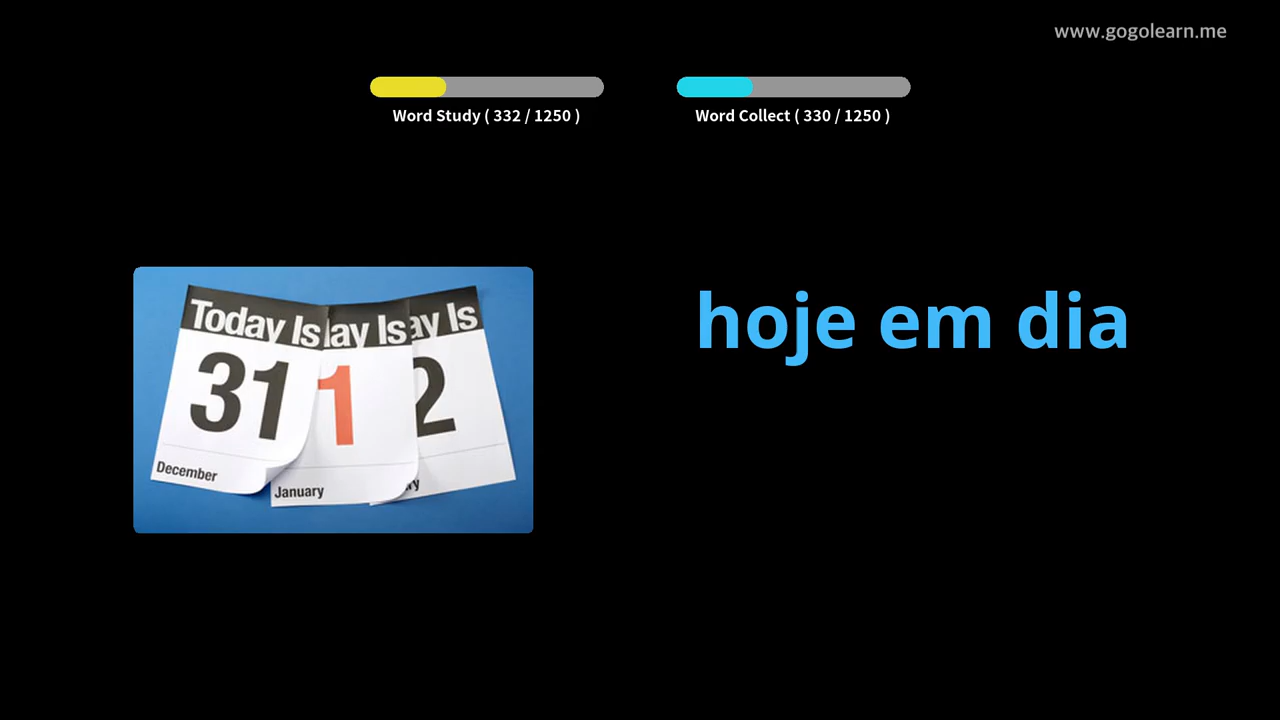 www.gogolearn.me
Word Study ( 332 / 1250 )
Word Collect ( 330 / 1250 )
hoje em dia
Today Is
31
December
ay Is
1
January
ay Is
2
ry